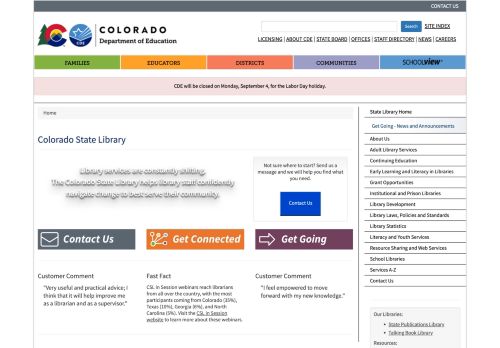 CONTACT US
COLORADO
Department of Education
CDE
Search
SITE INDEX
LICENSING | ABOUT CDE | STATE BOARD | OFFICES | STAFF DIRECTORY | NEWS | CAREERS
FAMILIES
EDUCATORS
DISTRICTS
COMMUNITIES
SCHOOLVIEW
CDE will be closed on Monday, September 4, for the Labor Day holiday.
Home
Colorado State Library
Library services are constantly shifting.
The Colorado State Library helps library staff confidently
navigate change to best serve their community.
Not sure where to start? Send us a
message and we will help you find what
you need.
Contact Us
Contact Us
Get Connected
Get Going
Customer Comment
"Very useful and practical advice; I
think that it will help improve me
as a librarian and as a supervisor."
Fast Fact
CSL in Session webinars reach librarians
from all over the country, with the most
participants coming from Colorado (35%),
Texas (10%), Georgia (6%), and North
Carolina (5%). Visit the CSL in Session
website to learn more about these webinars.
Customer Comment
"I feel empowered to move
forward with my new knowledge."
State Library Home
Get Going - News and Announcements
About Us
Adult Library Services
Continuing Education
Early Learning and Literacy in Libraries
Grant Opportunities
Institutional and Prison Libraries
Library Development
Library Laws, Policies and Standards
Library Statistics
Literacy and Youth Services
Resource Sharing and Web Services
School Libraries
Services A-Z
Contact Us
Our Libraries:
State Publications Library
Talking Book Library
Resources: